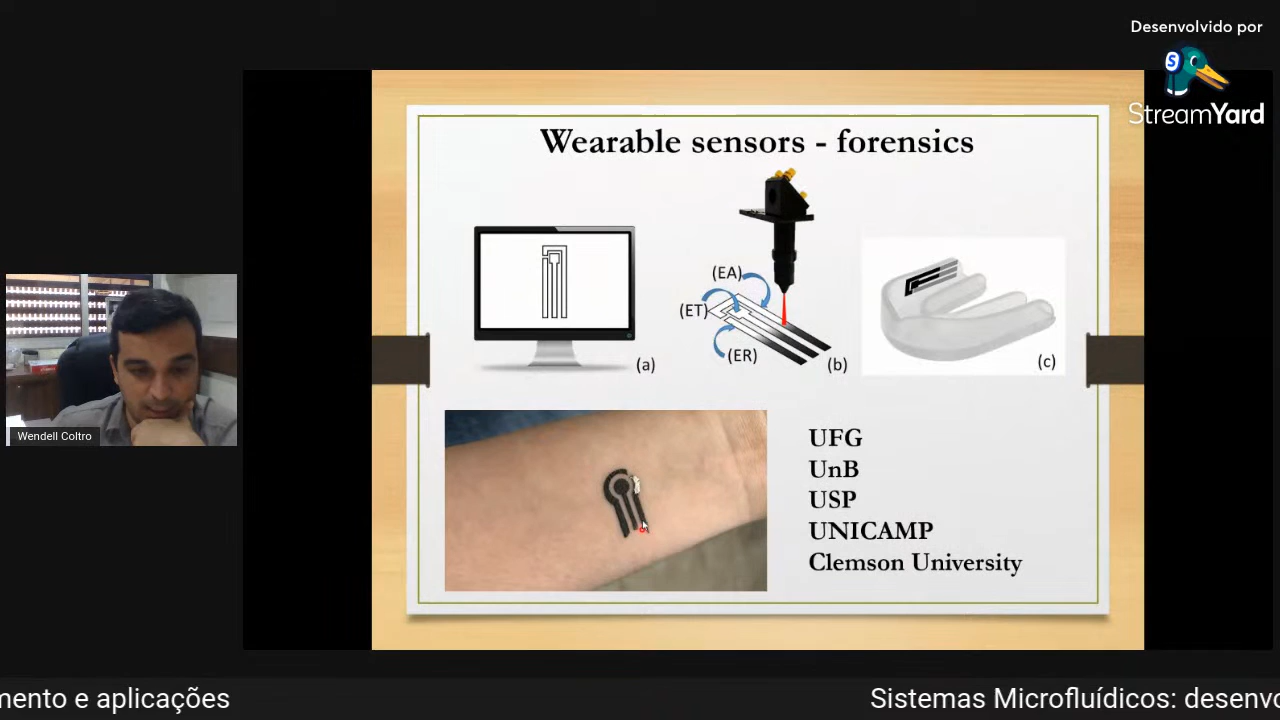 Desenvolvido por
S
StreamYard
Wearable sensors - forensics
(EA)
(ET)
(ER)
(a)
(b)
(c)
Wendell Coltro
UFG
UnB
USP
UNICAMP
Clemson University
mento e aplicações
Sistemas Microfluídicos: desenvo